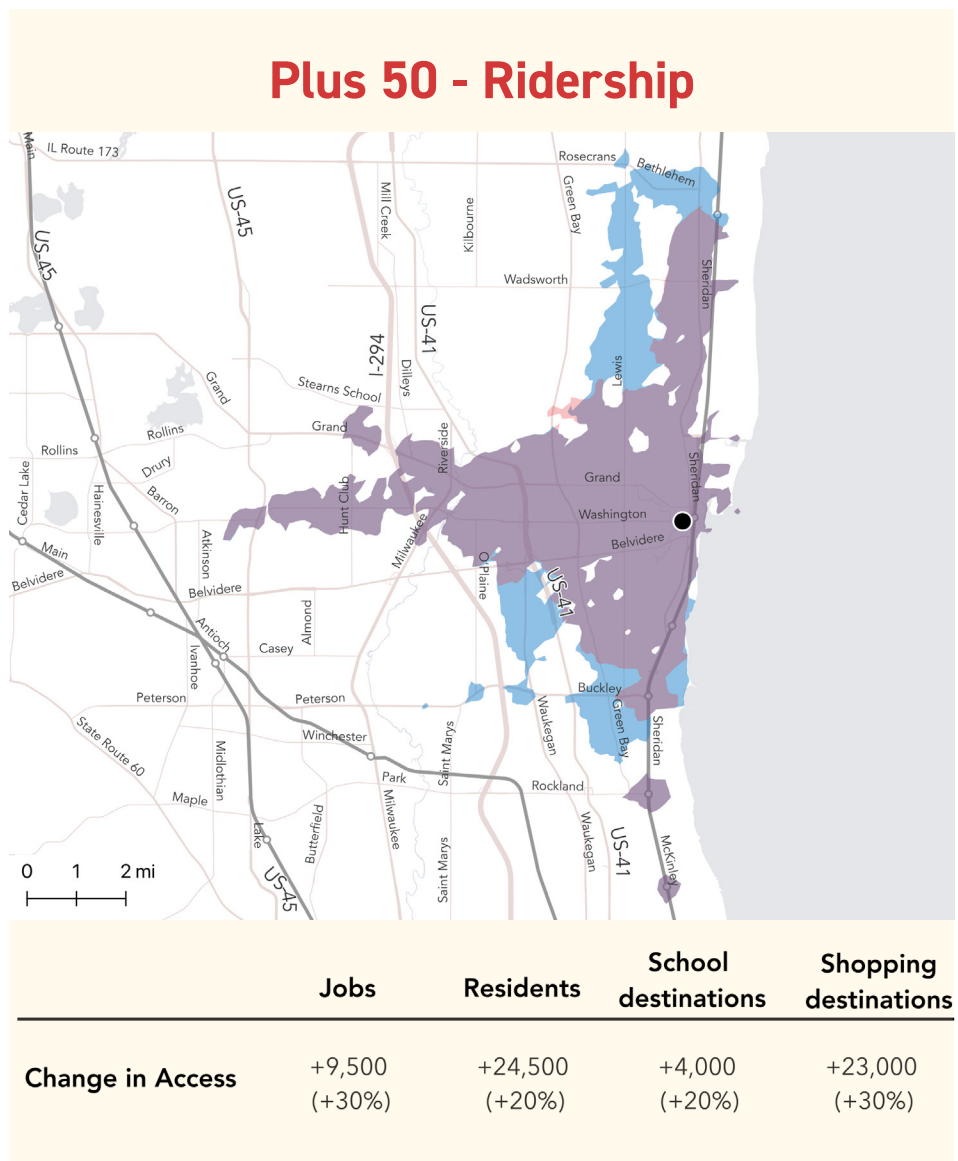 Plus 50 - Ridership
Main
IL Route 173
Rosecrans
Bethlehem
US-45
US-45
Mill Creek
Kilbourne
Green Bay
Wadsworth
Sheridan
US-41
I-294
Dilleys
Lewis
Grand
Stearns School
Grand
Riverside
Rollins
Rollins
Drury
Barron
Cedar Lake
Hainesville
Hunt Club
Grand
Sheridan
Washington
Belvidere
Milwaukee
Atkinson
Main
Belvidere
Belvidere
O'Plaine
US-41
Almond
Antioch
Casey
Ivanhoe
Peterson
Peterson
Buckley
Green Bay
Waukegan
Sheridan
State Route 60
Winchester
Midlothian
Saint Marys
Park
Rockland
Maple
Milwaukee
Butterfield
Lake
Waukegan
US-41
McKinley
Saint Marys
US-45
0 1 2 mi
Jobs Residents School destinations Shopping destinations
Change in Access +9,500 +24,500 +4,000 +23,000
(+30%) (+20%) (+20%) (+30%)